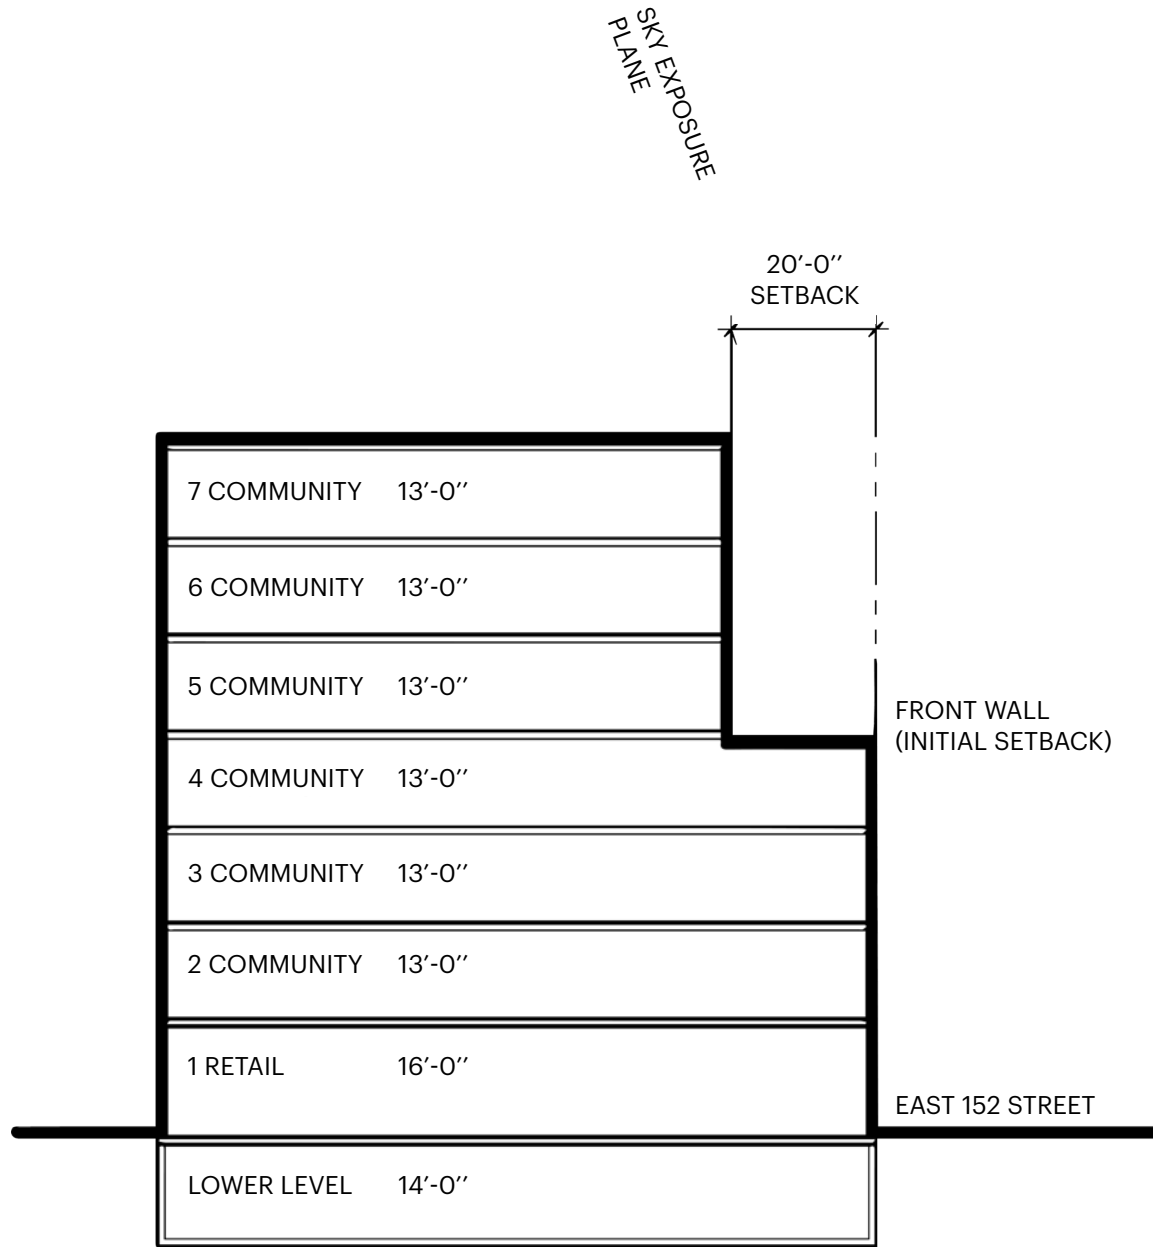 SKY EXPOSURE
PLANE
20′-0′′
SETBACK
7 COMMUNITY 13′-0′′
6 COMMUNITY 13′-0′′
5 COMMUNITY 13′-0′′
FRONT WALL
(INITIAL SETBACK)
4 COMMUNITY 13′-0′′
3 COMMUNITY 13′-0′′
2 COMMUNITY 13′-0′′
1 RETAIL 16′-0′′
EAST 152 STREET
LOWER LEVEL 14′-0′′